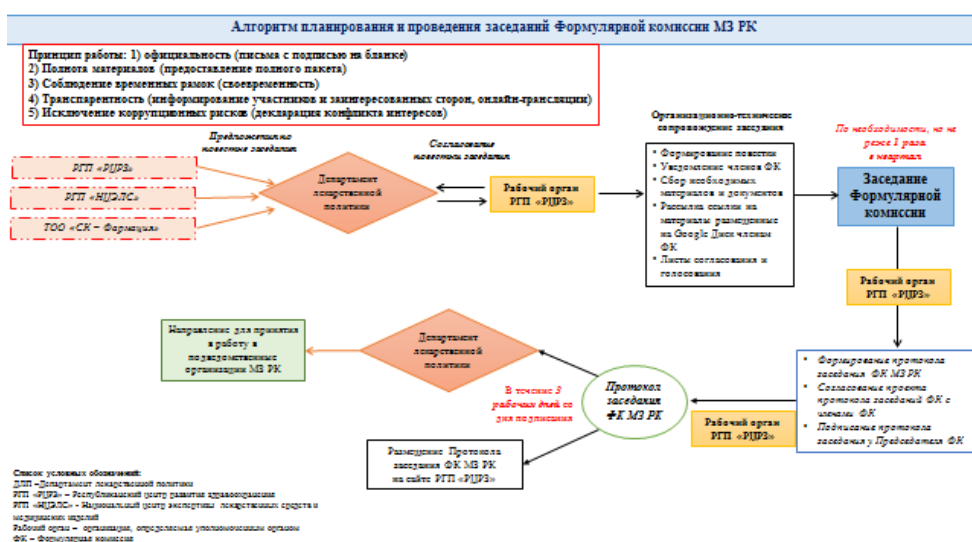 Алгоритм планирования и проведения заседаний Формулярной комиссии МЗ РК
Принцип работы: 1) официальность (письма с подписью на бланке)
2) Полнота материалов (предоставление полного пакета)
3) Соблюдение временных рамок (своевременность)
4) Транспарентность (информирование участников и заинтересованных сторон, онлайн-трансляции)
5) Исключение коррупционных рисков (декларация конфликта интересов)
Предложения по
повестке заседания
РГП «РЦРЗ»
РГП «НЦЭЛС»
ТОО «СК – Фармация»
Департамент
лекарственной
политики
Согласование
повестки заседания
Рабочий орган
РГП «РЦРЗ»
Организационно-техническое
сопровождение заседания
• Формирование повестки
• Уведомление членов ФК
• Сбор необходимых
материалов и документов
• Рассылка ссылки на
материалы размещенные
на Google Диск членам
ФК
• Листы согласования и
голосования
По необходимости, но не
реже 1 раза
в квартал
Заседание
Формулярной
комиссии
Рабочий орган
РГП «РЦРЗ»
• Формирование протокола
заседания ФК МЗ РК
• Согласование проекта
протокола заседаний ФК с
членами ФК
• Подписание протокола
заседания у Председателя ФК
Рабочий орган
РГП «РЦРЗ»
Протокол
заседания
ФК МЗ РК
В течение 3
рабочих дней со
дня подписания
Департамент
лекарственной
политики
Направление для принятия
в работу в
подведомственные
организации МЗ РК
Размещение Протокола
заседания ФК МЗ РК
на сайте РГП «РЦРЗ»
Список условных обозначений:
ДЛП –Департамент лекарственной политики
РГП «РЦРЗ» – Республиканский центр развития здравоохранения
РГП «НЦЭЛС» - Национальный центр экспертизы лекарственных средств и
медицинских изделий
Рабочий орган – организация, определяемая уполномоченным органом
ФК – Формулярная комиссия